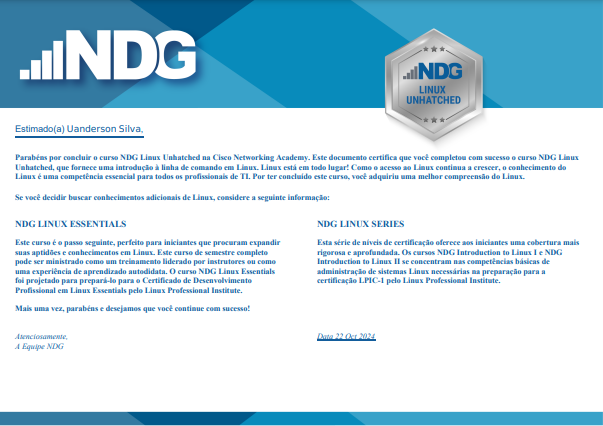 NDG
NDG
LINUX
UNHATCHED
Estimado(a) Uanderson Silva,
Parabéns por concluir o curso NDG Linux Unhatched na Cisco Networking Academy. Este documento certifica que você completou com sucesso o curso NDG Linux
Unhatched, que fornece uma introdução à linha de comando em Linux. Linux está em todo lugar! Como o acesso ao Linux continua a crescer, o conhecimento do
Linux é uma competência essencial para todos os profissionais de TI. Por ter concluído este curso, você adquiriu uma melhor compreensão do Linux.
Se você decidir buscar conhecimentos adicionais de Linux, considere a seguinte informação:
NDG LINUX ESSENTIALS
Este curso é o passo seguinte, perfeito para iniciantes que procuram expandir
suas aptidões e conhecimentos em Linux. Este curso de semestre completo
pode ser ministrado como um treinamento liderado por instrutores ou como
uma experiência de aprendizado autodidata. O curso NDG Linux Essentials
foi projetado para prepará-lo para o Certificado de Desenvolvimento
Profissional em Linux Essentials pelo Linux Professional Institute.
Mais uma vez, parabéns e desejamos que você continue com sucesso!
Atenciosamente,
A Equipe NDG
NDG LINUX SERIES
Esta série de níveis de certificação oferece aos iniciantes uma cobertura mais
rigorosa e aprofundada. Os cursos NDG Introduction to Linux I e NDG
Introduction to Linux II se concentram nas competências básicas de
administração de sistemas Linux necessárias na preparação para a
certificação LPIC-1 pelo Linux Professional Institute.
Data 22 Oct 2024